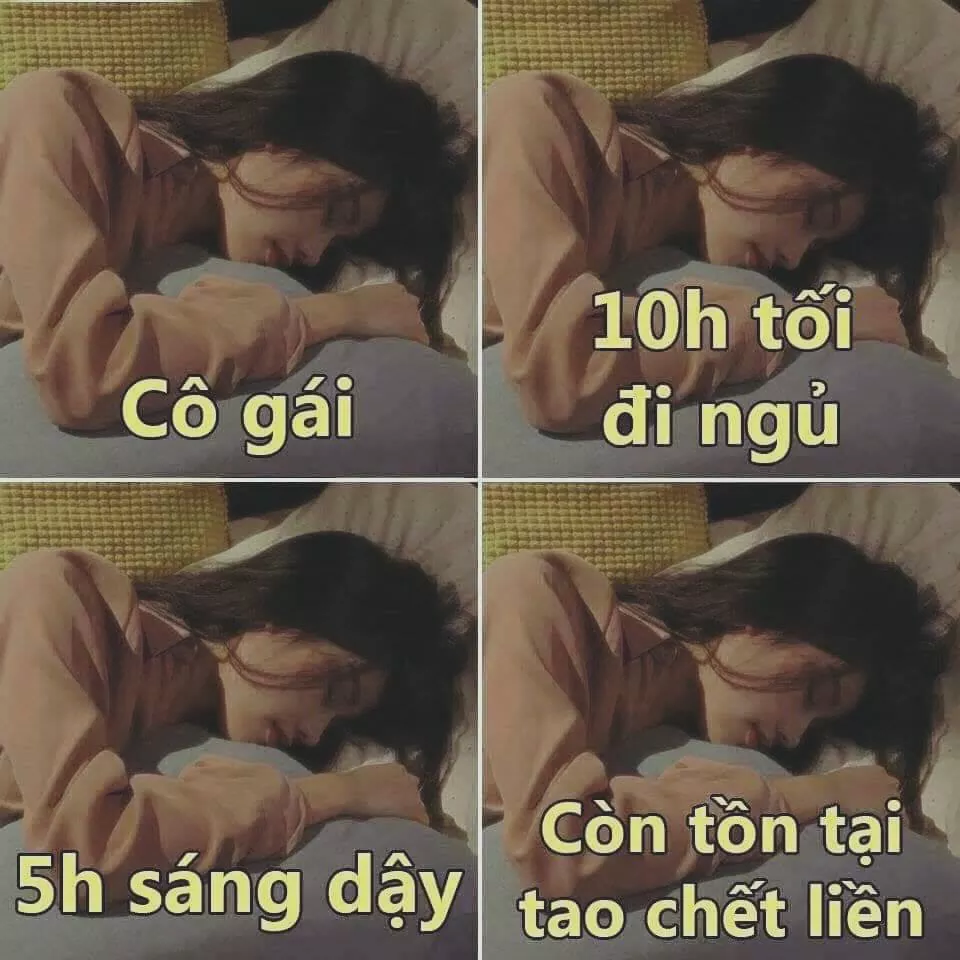 Cô gái
10h tối
đi ngủ
5h sáng dậy
Còn tồn tại
tao chết liền